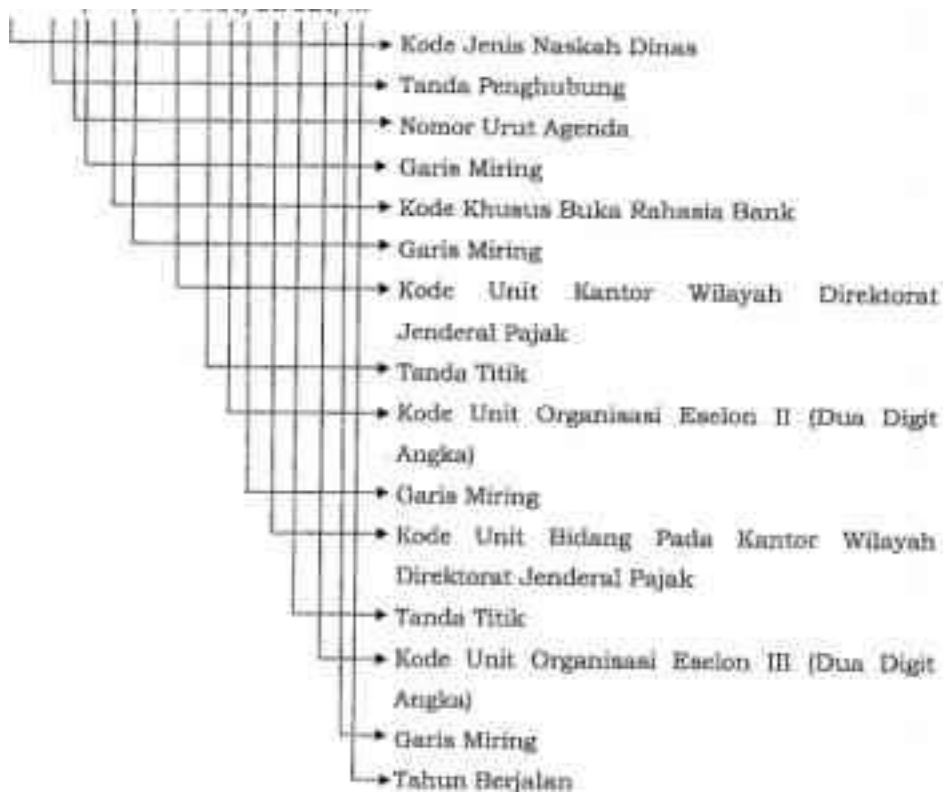 Kode Jenis Naskah Dinas
Tanda Penghubung
Nomor Urut Agenda
Garis Miring
Kode Khusus Buka Rahasia Bank
Garis Miring
Kode Unit Kantor Wilayah Direktorat
Jenderal Pajak
Tanda Titik
Kode Unit Organisasi Eselon II (Dua Digit
Angka)
Garis Miring
Kode Unit Bidang Pada Kantor Wilayah
Direktorat Jenderal Pajak
Tanda Titik
Kode Unit Organisasi Eselon III (Dua Digit
Angka)
Garis Miring
Tahun Berjalan